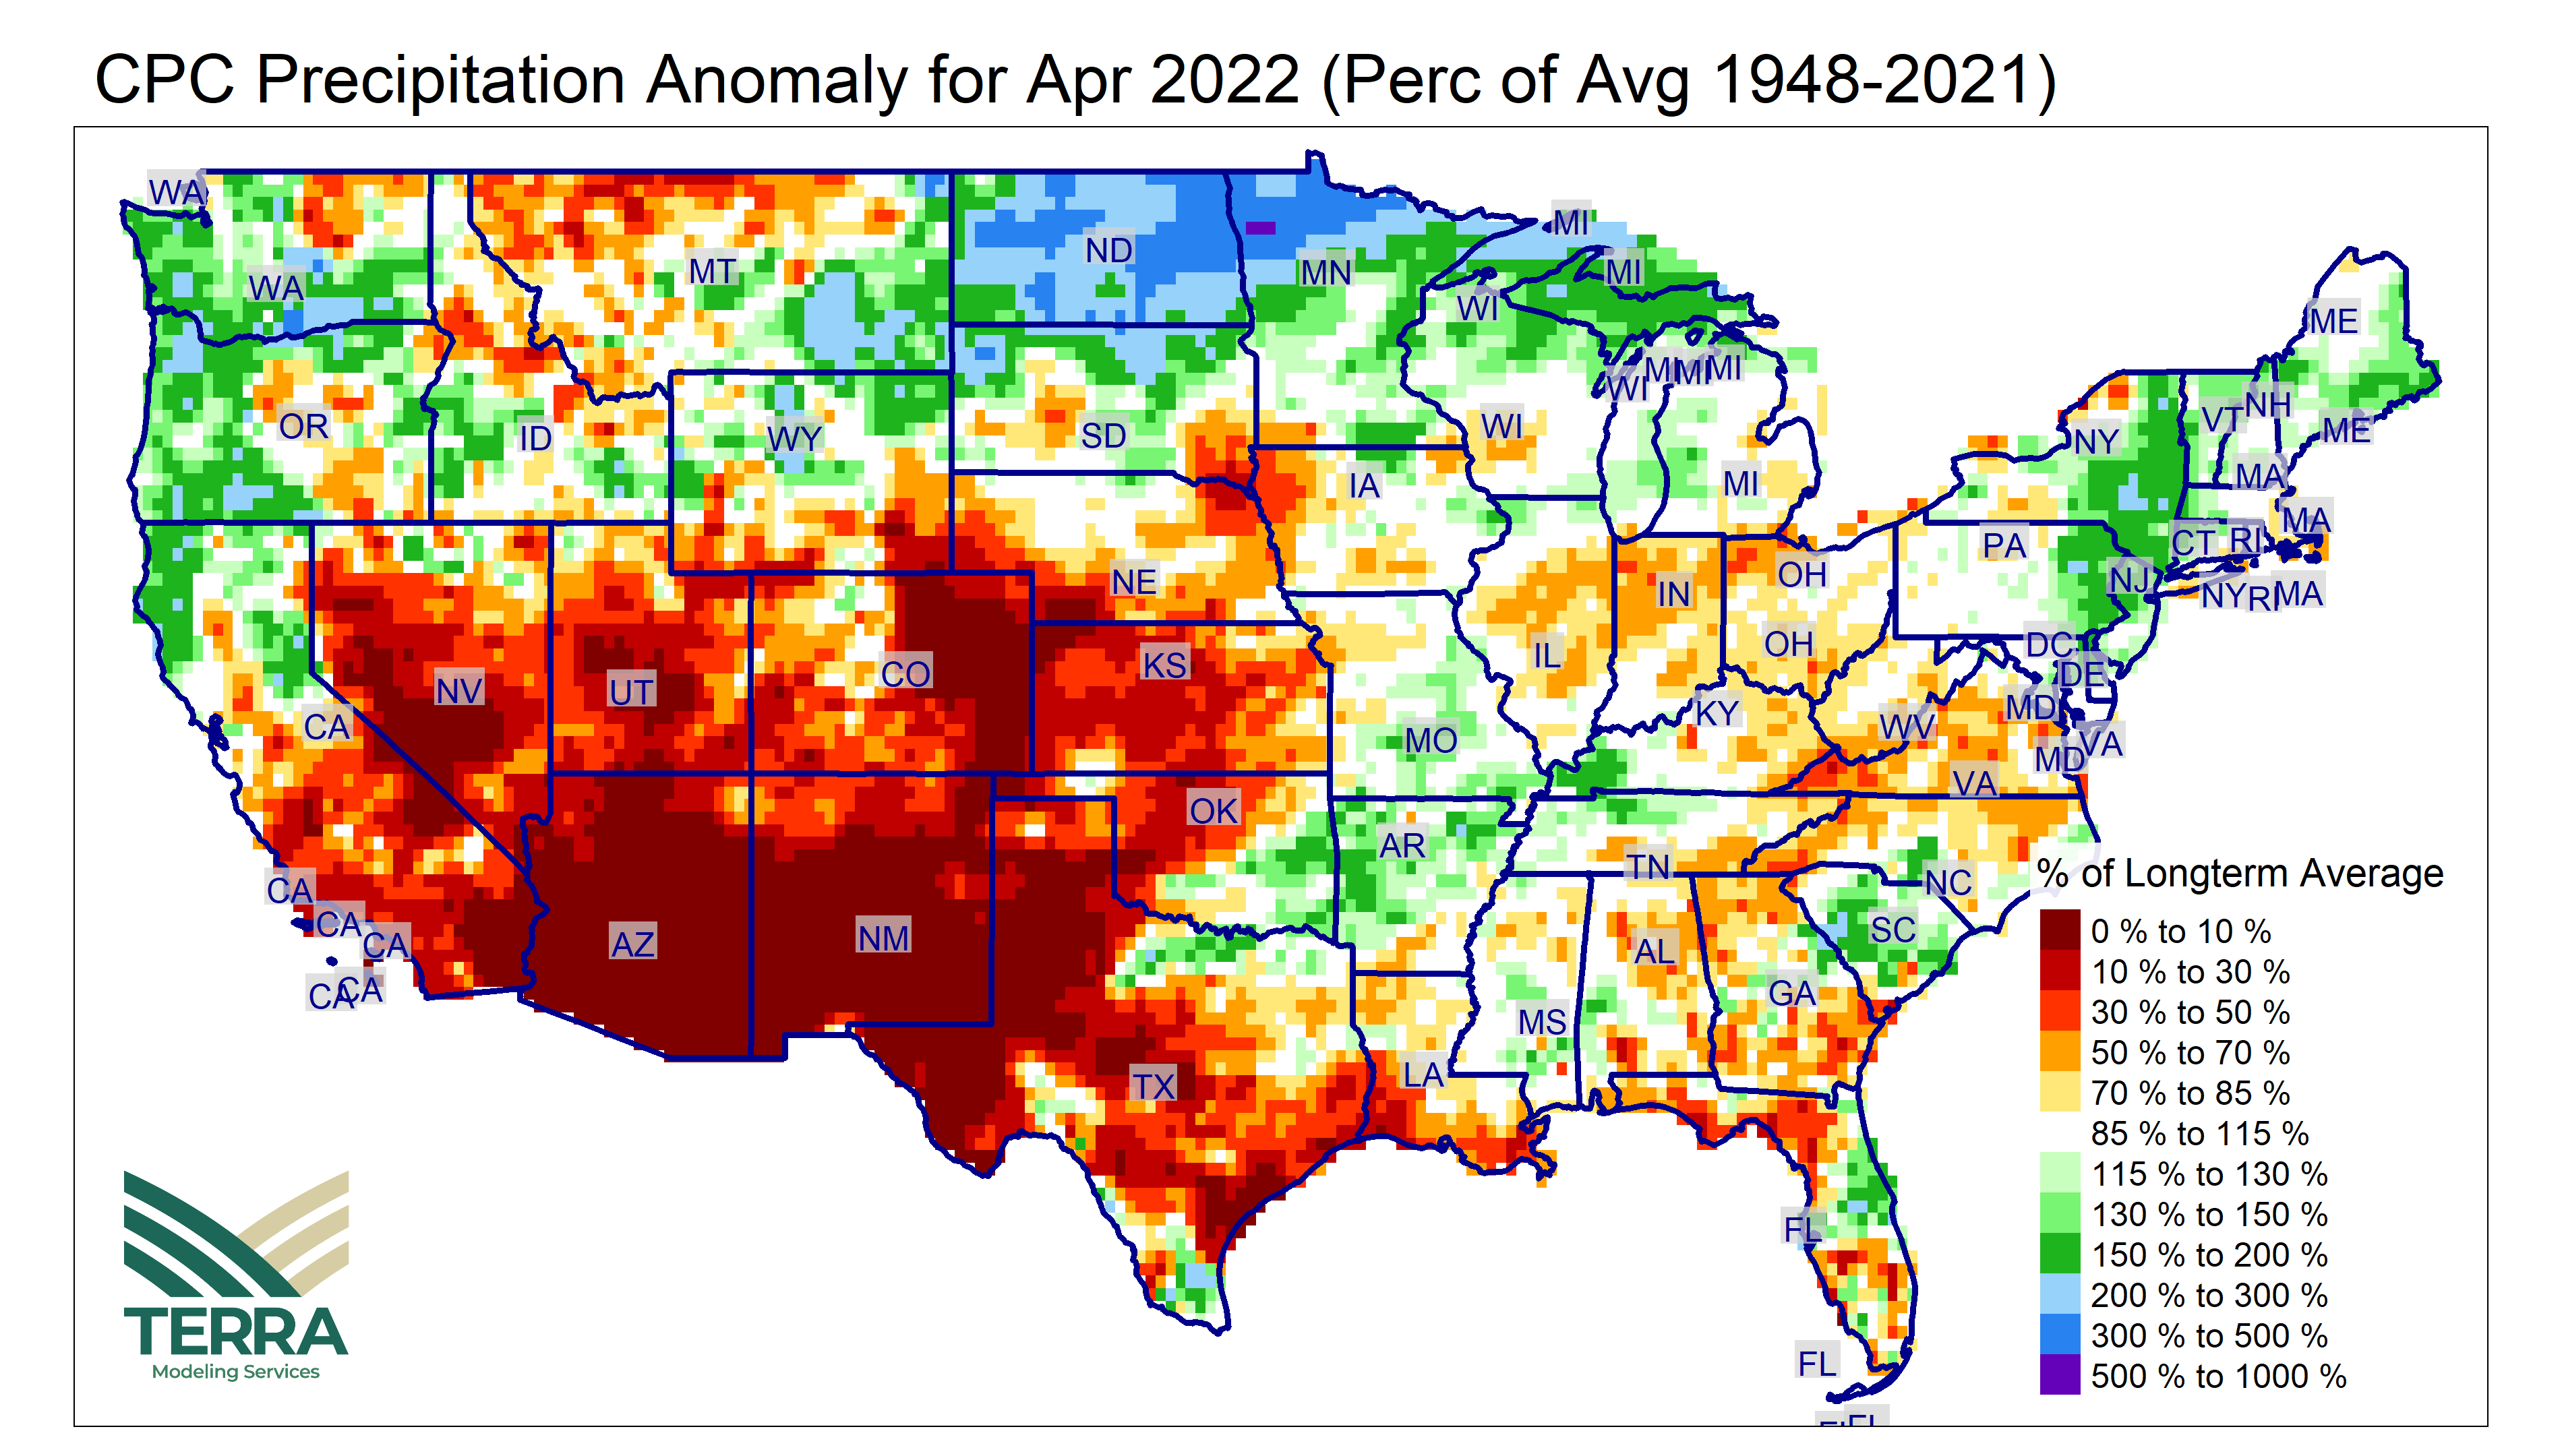 CPC Precipitation Anomaly for Apr 2022 (Perc of Avg 1948-2021)
WA
MI
ND
MT
MN
MI
WA
WI
ME
MI
MI
MI
WI
NH
VT
OR
ID
WY
SD
WI
NY
ME
IA
MI
MA
MA
PA
CT
RI
NE
OH
NJ
IN
NY
RI
MA
IL
OH
DC
KS
CO
DE
NV
UT
CA
KY
WV
MD
MO
VA
MD
OK
VA
AR
TN
CA
NC
CA
CA
AZ
NM
AL
SC
CA
CA
GA
MS
TX
LA
FL
FL
FL
% of Longterm Average
0 % to 10 %
10 % to 30 %
30 % to 50 %
50 % to 70 %
70 % to 85 %
85 % to 115 %
115 % to 130 %
130 % to 150 %
150 % to 200 %
200 % to 300 %
300 % to 500 %
500 % to 1000 %
TERRA
Modeling Services